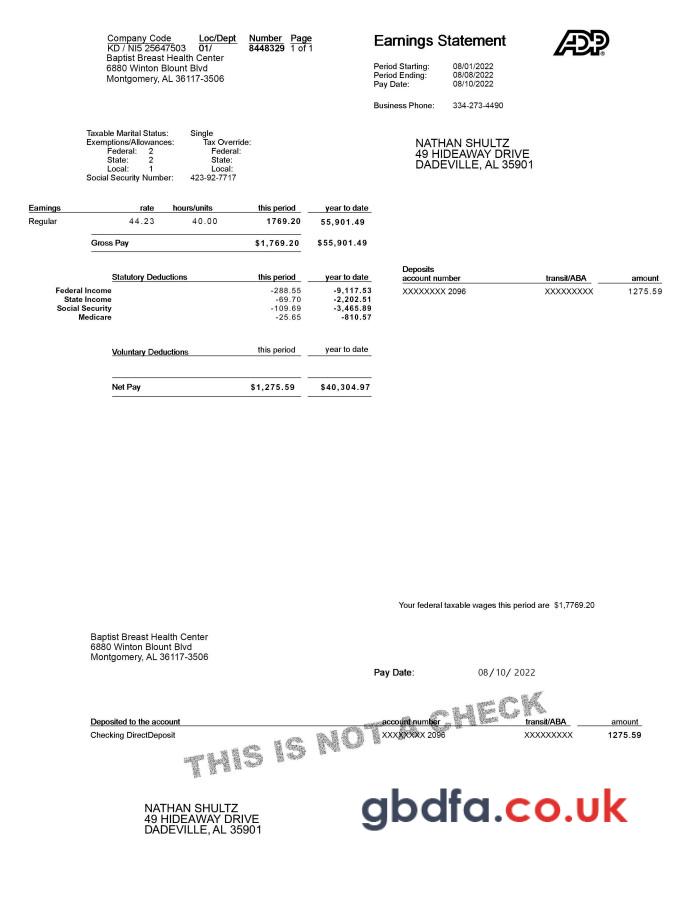 Company Code Loc/Dept Number Page
KD / NI5 25647503 01/ 8448329 1 of 1
Baptist Breast Health Center
6880 Winton Blount Blvd
Montgomery, AL 36117-3506
Earnings Statement
ADP®
Period Starting: 08/01/2022
Period Ending: 08/08/2022
Pay Date: 08/10/2022
Business Phone: 334-273-4490
Taxable Marital Status: Single
Exemptions/Allowances: Tax Override:
Federal: 2 Federal:
State: 2 State:
Local: 1 Local:
Social Security Number: 423-92-7717
NATHAN SHULTZ
49 HIDEAWAY DRIVE
DADEVILLE, AL 35901
Earnings rate hours/units this period year to date
Regular 44.23 40.00 1769.20 55,901.49
Gross Pay $1,769.20 $55,901.49
Statutory Deductions this period year to date
Federal Income -288.55 -9,117.53
State Income -69.70 -2,202.51
Social Security -109.69 -3,465.89
Medicare -25.65 -810.57
Deposits
account number transit/ABA amount
XXXXXXXX 2096 XXXXXXXXX 1275.59
Voluntary Deductions this period year to date
Net Pay $1,275.59 $40,304.97
Your federal taxable wages this period are $1,7769.20
Baptist Breast Health Center
6880 Winton Blount Blvd
Montgomery, AL 36117-3506
Pay Date: 08/10/ 2022
Deposited to the account account number transit/ABA amount
Checking DirectDeposit XXXXXXXX 2096 XXXXXXXXX 1275.59
THIS IS NOT A CHECK
NATHAN SHULTZ
49 HIDEAWAY DRIVE
DADEVILLE, AL 35901
gbdfa.co.uk